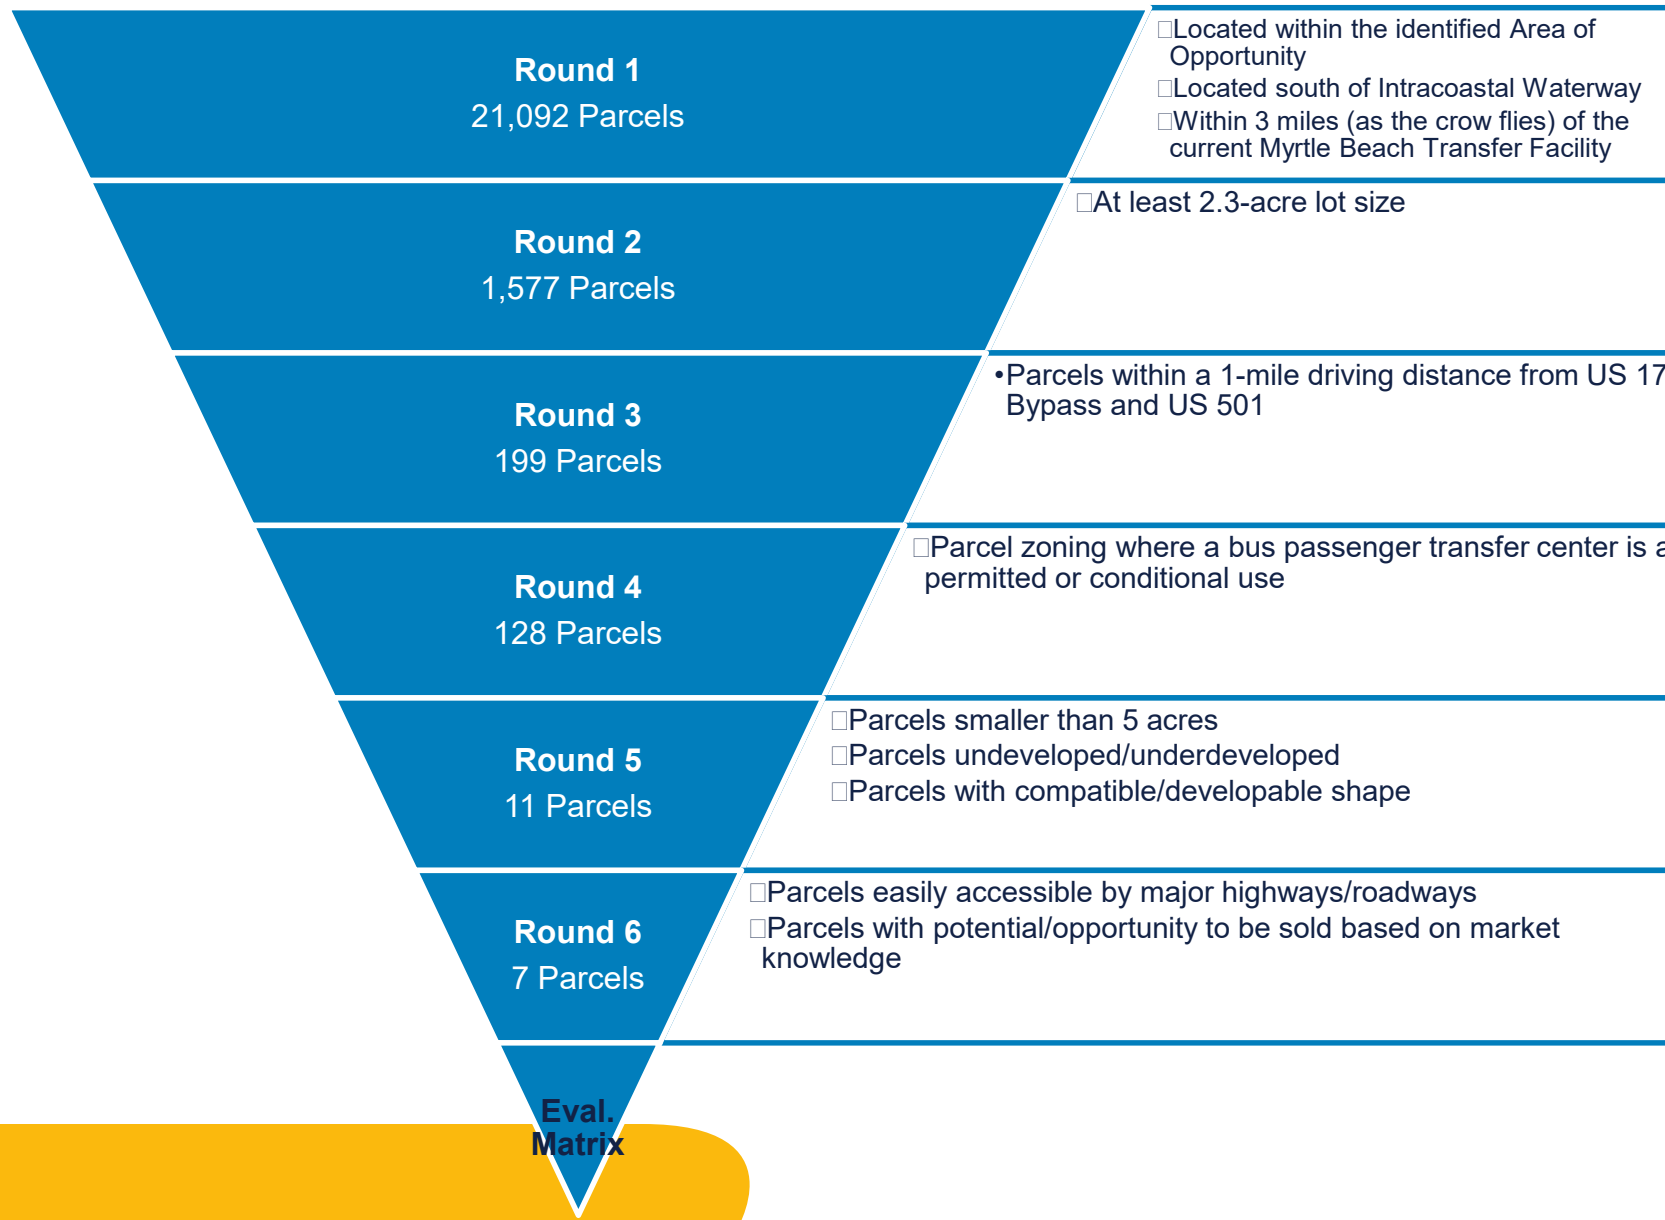 Round 1
21,092 Parcels
□Located within the identified Area of
Opportunity
□Located south of Intracoastal Waterway
□Within 3 miles (as the crow flies) of the
current Myrtle Beach Transfer Facility
Round 2
1,577 Parcels
□At least 2.3-acre lot size
Round 3
199 Parcels
•Parcels within a 1-mile driving distance from US 17
Bypass and US 501
Round 4
128 Parcels
□Parcel zoning where a bus passenger transfer center is a
permitted or conditional use
Round 5
11 Parcels
□Parcels smaller than 5 acres
□Parcels undeveloped/underdeveloped
□Parcels with compatible/developable shape
Round 6
7 Parcels
□Parcels easily accessible by major highways/roadways
□Parcels with potential/opportunity to be sold based on market
knowledge
Eval.
Matrix